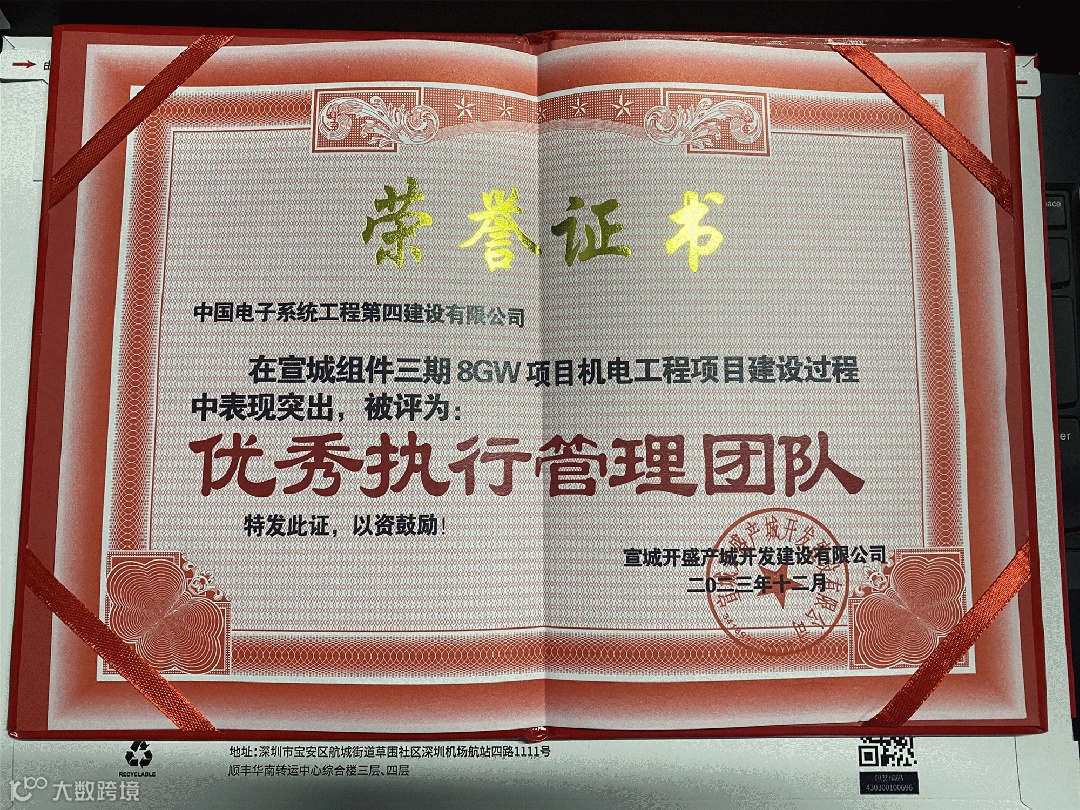 荣誉证书
中国电子系统工程第四建设有限公司
在宣城组件三期8GW项目机电工程项目建设过程
中表现突出，被评为：
优秀执行管理团队
特发此证，以资鼓励！
宣城开盛产城开发建设有限公司
二0二三年十二月
RECYCLABLE
地址：深圳市宝安区航城街道草围社区深圳机场航站四路1111号
顺丰华南转运中心综合楼三层、四层
430300100696
大数跨境